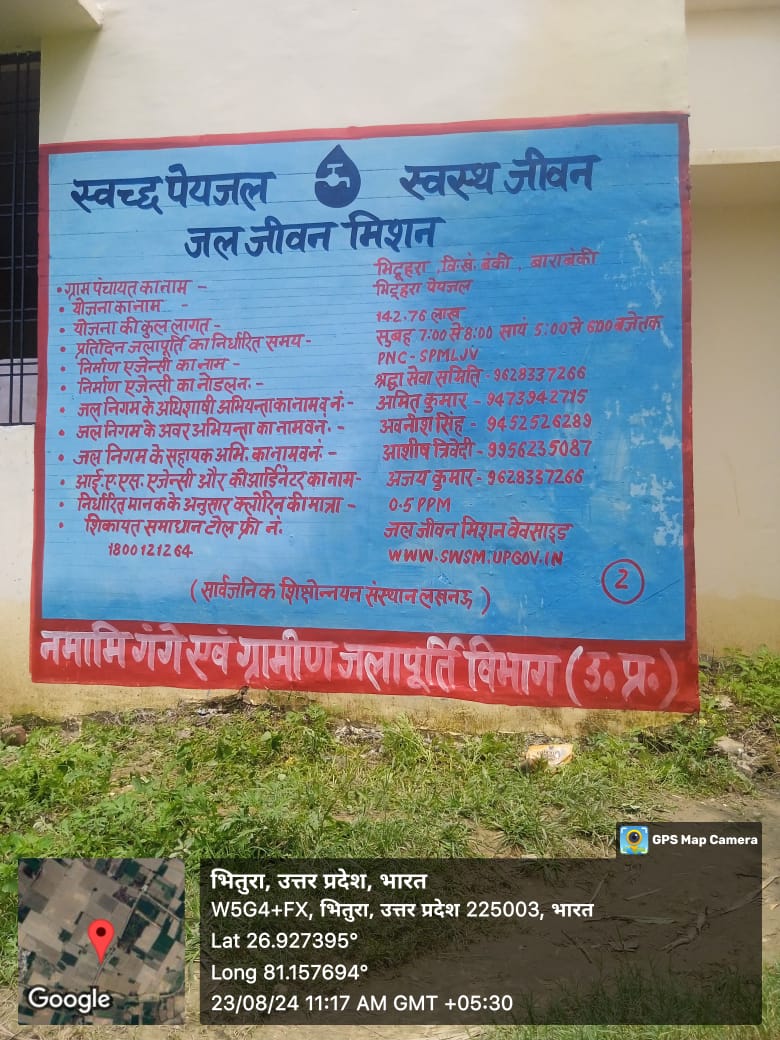 स्वच्छ पेयजल स्वस्थ जीवन
जल जीवन मिशन
• ग्राम पंचायत का नाम – भिटूहरा , वि.खं. बंकी , बाराबंकी
• योजना का नाम – भिटूहरा पेयजल
• योजना की कुल लागत – 142.76 लाख
• प्रतिदिन जलापूर्ति का निर्धारित समय – सुबह 7:00 से 8:00 सायं 5:00 से 6:00 बजे तक
• निर्माण एजेन्सी का नाम – PNC-SPMLJV
• निर्माण एजेन्सी का नोडल नं.- श्रद्धा सेवा समिति - 9628337266
• जल निगम के अधिशाषी अभियन्ता का नाम व नं.- अमित कुमार - 9473942715
• जल निगम के अवर अभियन्ता का नाम व नं. - अवनीश सिंह - 9452526289
• जल निगम के सहायक अभि. का नाम व नं.- आशीष त्रिवेदी - 9956235087
• आई.ए.एस. एजेन्सी और कोआर्डिनेटर का नाम- अजय कुमार - 9628337266
• निर्धारित मानक के अनुसार क्लोरिन की मात्रा – 0.5 PPM
• शिकायत समाधान टोल फ्री नं. जल जीवन मिशन वेबसाइड
1800121264 WWW.SWSM.UPGOV.IN
2
(सार्वजनिक शिक्षोन्नयन संस्थान लखनऊ)
नमामि गंगे एवं ग्रामीण जलापूर्ति विभाग (उ. प्र.)
GPS Map Camera
भितुरा, उत्तर प्रदेश, भारत
W5G4+FX, भितुरा, उत्तर प्रदेश 225003, भारत
Lat 26.927395°
Long 81.157694°
23/08/24 11:17 AM GMT +05:30
Google